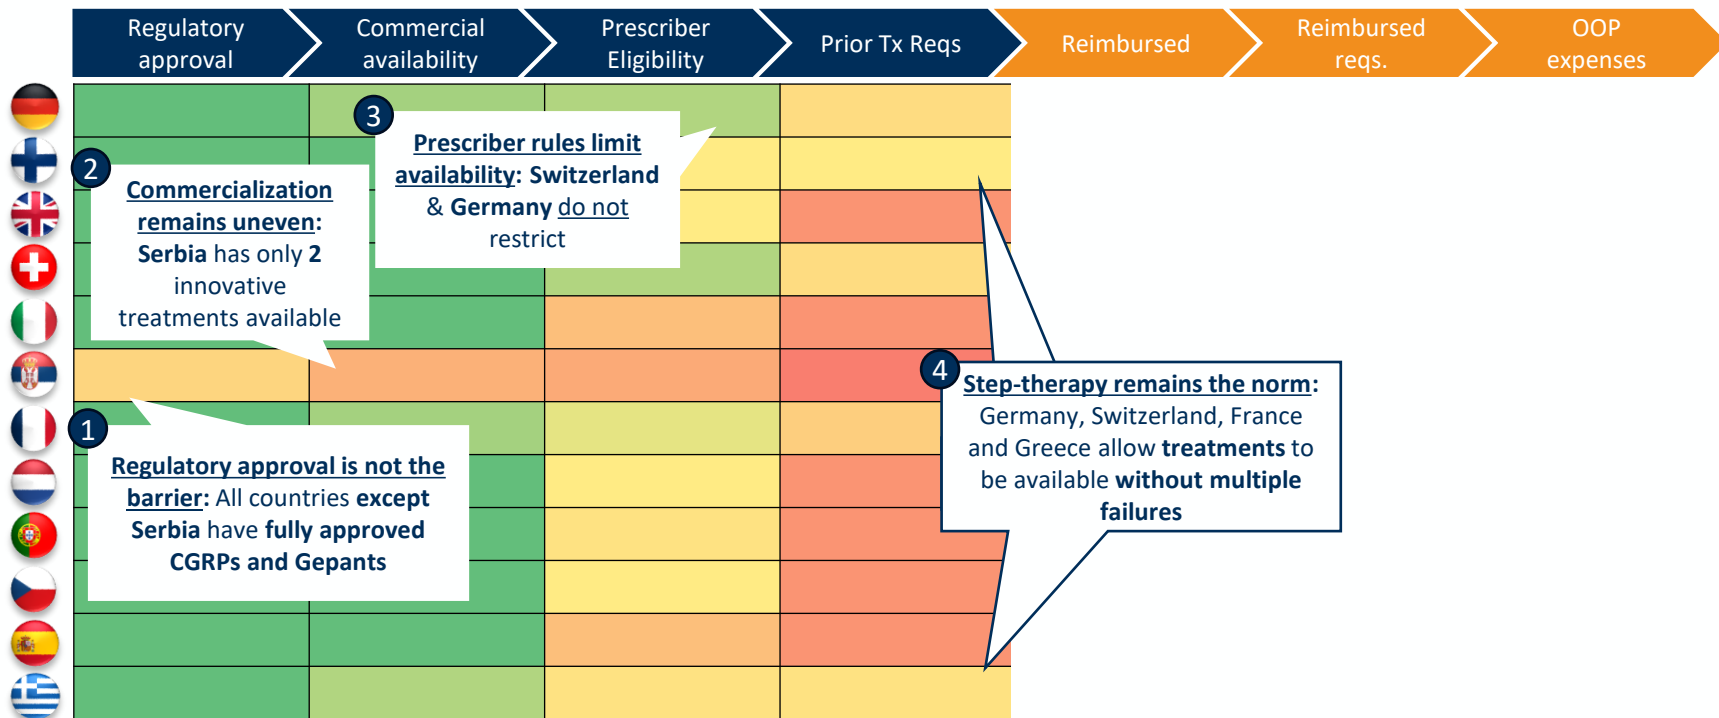 Regulatory
approval
Commercial
availability
Prescriber
Eligibility
Prior Tx Reqs
Reimbursed
Reimbursed
reqs.
OOP
expenses
3
Prescriber rules limit
availability: Switzerland
& Germany do not
restrict
2
Commercialization
remains uneven:
Serbia has only 2
innovative
treatments available
4
Step-therapy remains the norm:
Germany, Switzerland, France
and Greece allow treatments to
be available without multiple
failures
1
Regulatory approval is not the
barrier: All countries except
Serbia have fully approved
CGRPs and Gepants